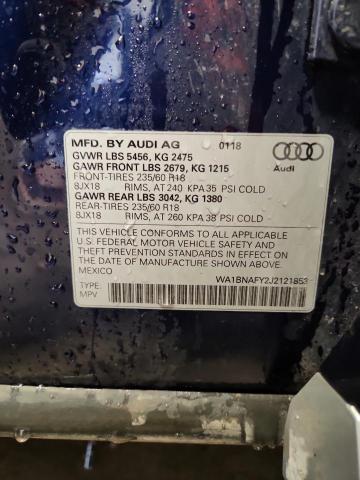 MFD. BY AUDI AG 01 18
GVWR LBS 5456, KG 2475
GAWR FRONT LBS 2679, KG 1215
FRONT-TIRES 235/60 R18
8JX18 RIMS, AT 240 KPA 35 PSI COLD
GAWR REAR LBS 3042, KG 1380
REAR-TIRES 235/60 R18
8JX18 RIMS, AT 260 KPA 38 PSI COLD
Audi
THIS VEHICLE CONFORMS TO ALL APPLICABLE
U.S. FEDERAL MOTOR VEHICLE SAFETY AND
THEFT PREVENTION STANDARDS IN EFFECT ON THE
DATE OF MANUFACTURE SHOWN ABOVE.
MEXICO
WA1BNAFY2J2121853
TYPE:
MPV